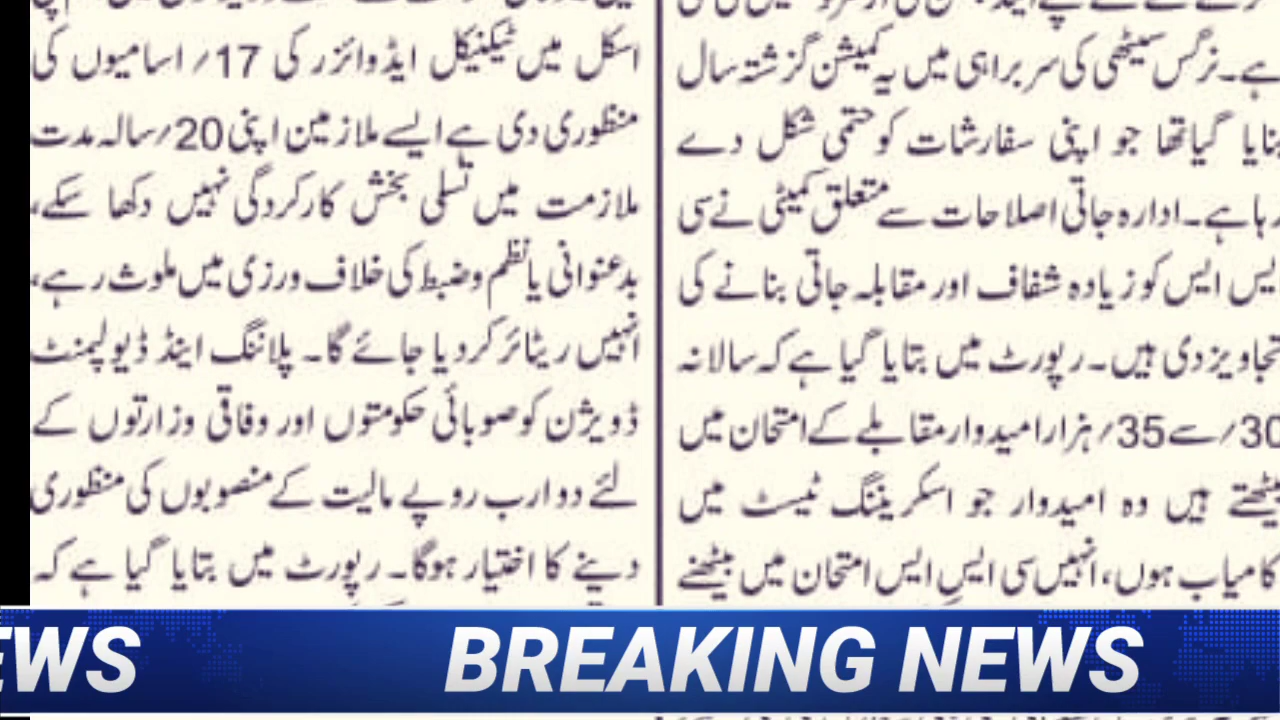 ہے۔نرگس سیٹھی کی سربراہی میں یہ کمیشن گزشتہ سال
بنایا گیا تھا جو اپنی سفارشات کو حتمی شکل دے
رہا ہے۔ادارہ جاتی اصلاحات سے متعلق کمیٹی نے سی
ایس ایس کو زیادہ شفاف اور مقابلہ جاتی بنانے کی
تجاویز دی ہیں۔رپورٹ میں بتایا گیا ہے کہ سالانہ
30؍سے 35؍ہزار امیدوار مقابلے کے امتحان میں
بیٹھتے ہیں وہ امیدوار جو اسکریننگ ٹیسٹ میں
کامیاب ہوں،انہیں سی ایس ایس امتحان میں بیٹھنے
اسکل میں ٹیکنیکل ایڈوائزر کی 17؍اسامیوں کی
منظوری دی ہے ایسے ملازمین اپنی 20؍سالہ مدت
ملازمت میں تسلی بخش کارکردگی نہیں دکھا سکے،
بدعنوانی یا نظم وضبط کی خلاف ورزی میں ملوث رہے،
انہیں ریٹائر کردیا جائے گا۔ پلاننگ اینڈ ڈیولپمنٹ
ڈویژن کو صوبائی حکومتوں اور وفاقی وزارتوں کے
لئے دو ارب روپے مالیت کے منصوبوں کی منظوری
دینے کا اختیار ہوگا۔رپورٹ میں بتایا گیا ہے کہ
EWS BREAKING NEWS